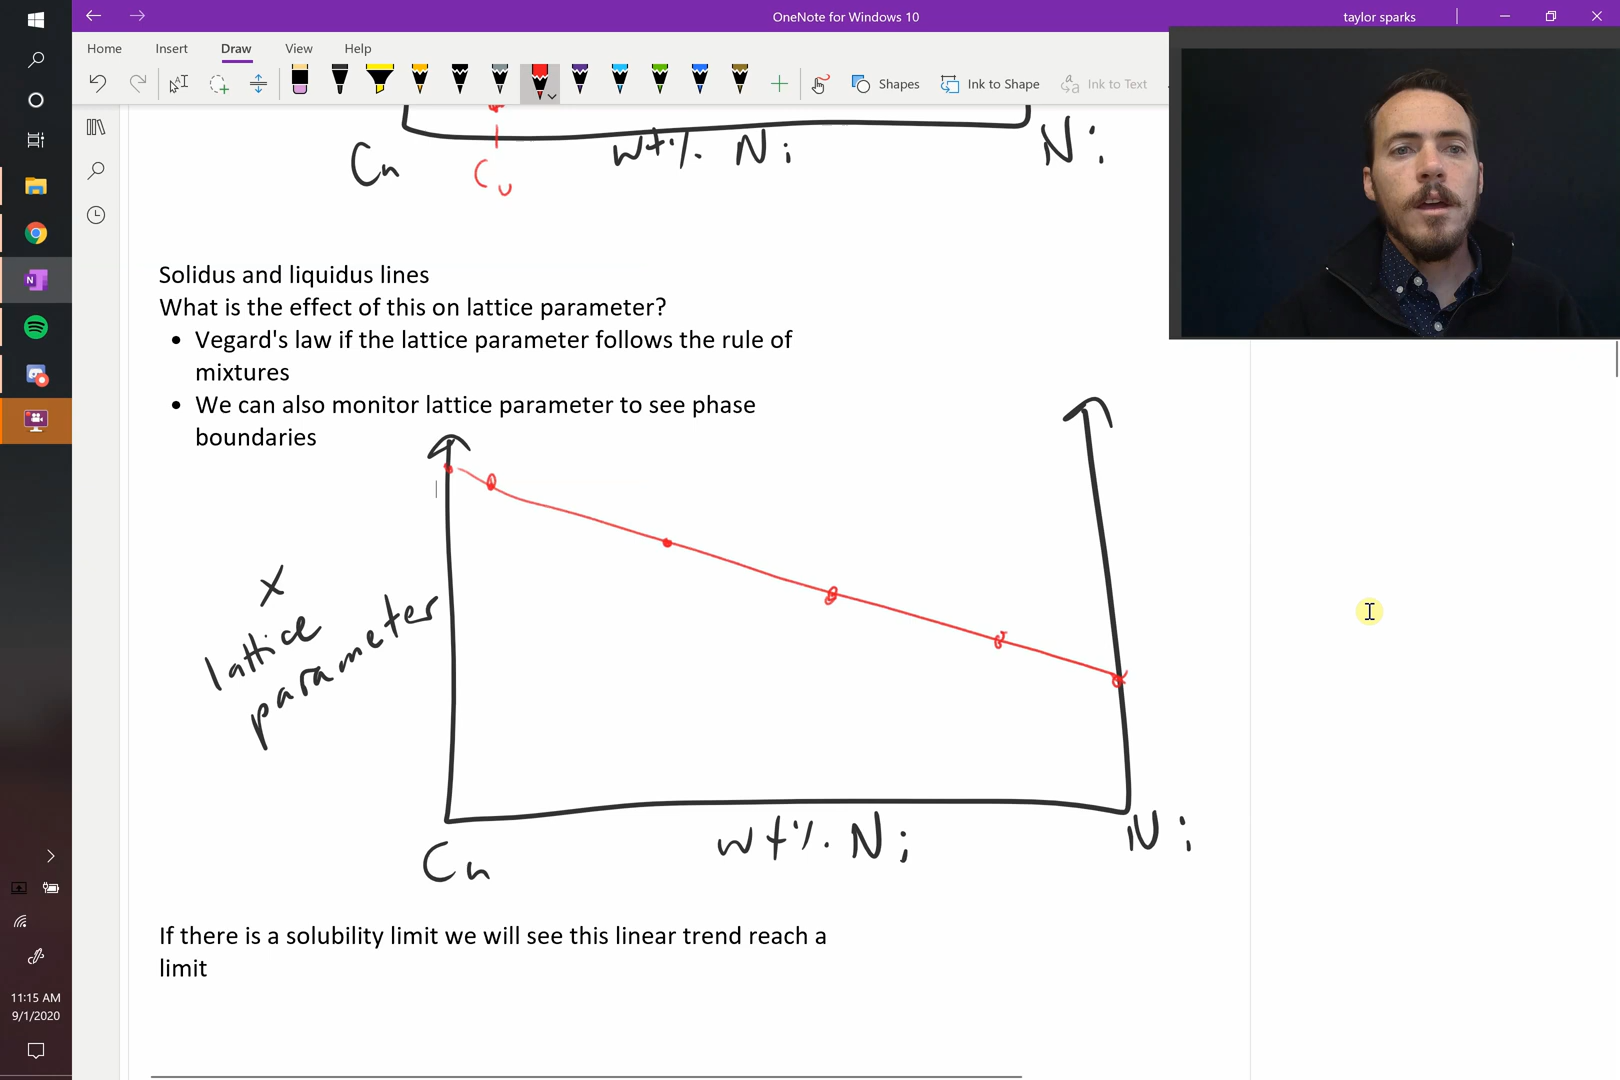 OneNote for Windows 10
taylor sparks
Home Insert Draw View Help
Shapes Ink to Shape Ink to Text
Cu wt% Ni Ni
Co
Solidus and liquidus lines
What is the effect of this on lattice parameter?
• Vegard's law if the lattice parameter follows the rule of
mixtures
• We can also monitor lattice parameter to see phase
boundaries
x
lattice
parameter
wt% Ni Ni
Cu
If there is a solubility limit we will see this linear trend reach a
limit
11:15 AM
9/1/2020